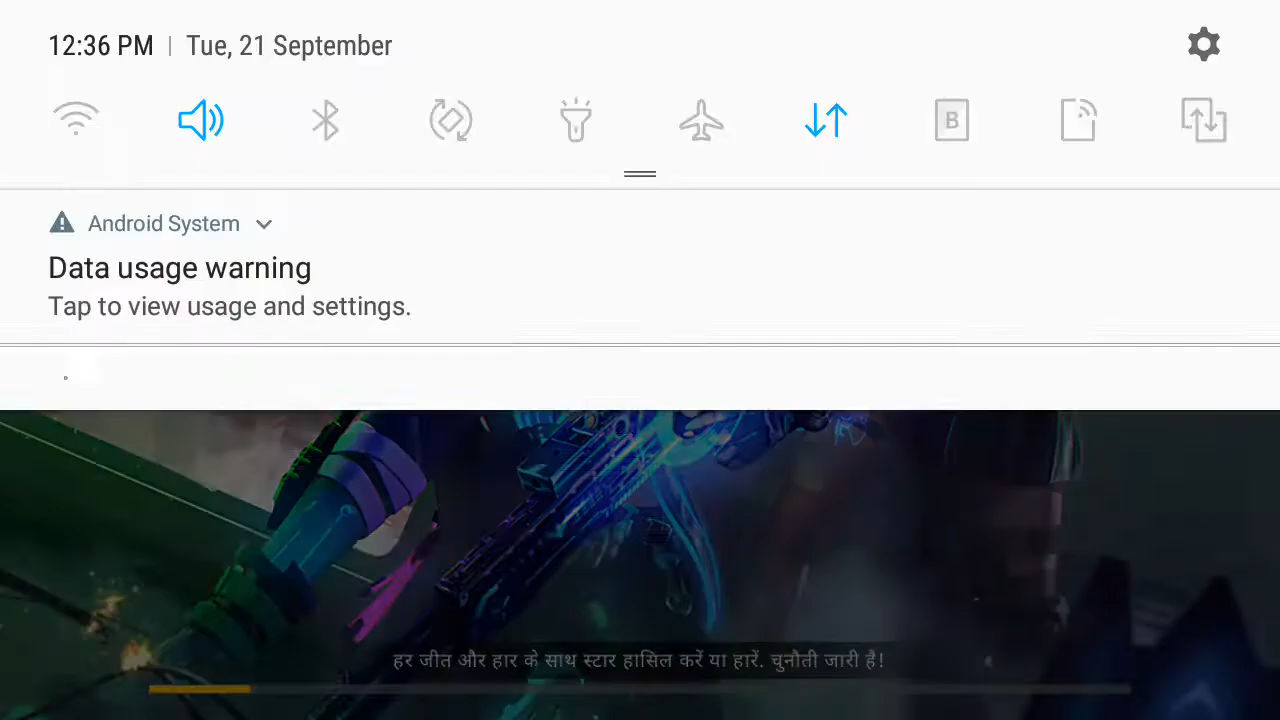 12:36 PM | Tue, 21 September
B
Android System
Data usage warning
Tap to view usage and settings.
हर जीत और हार के साथ स्टार हासिल करें या हारें. चुनौती जारी है!